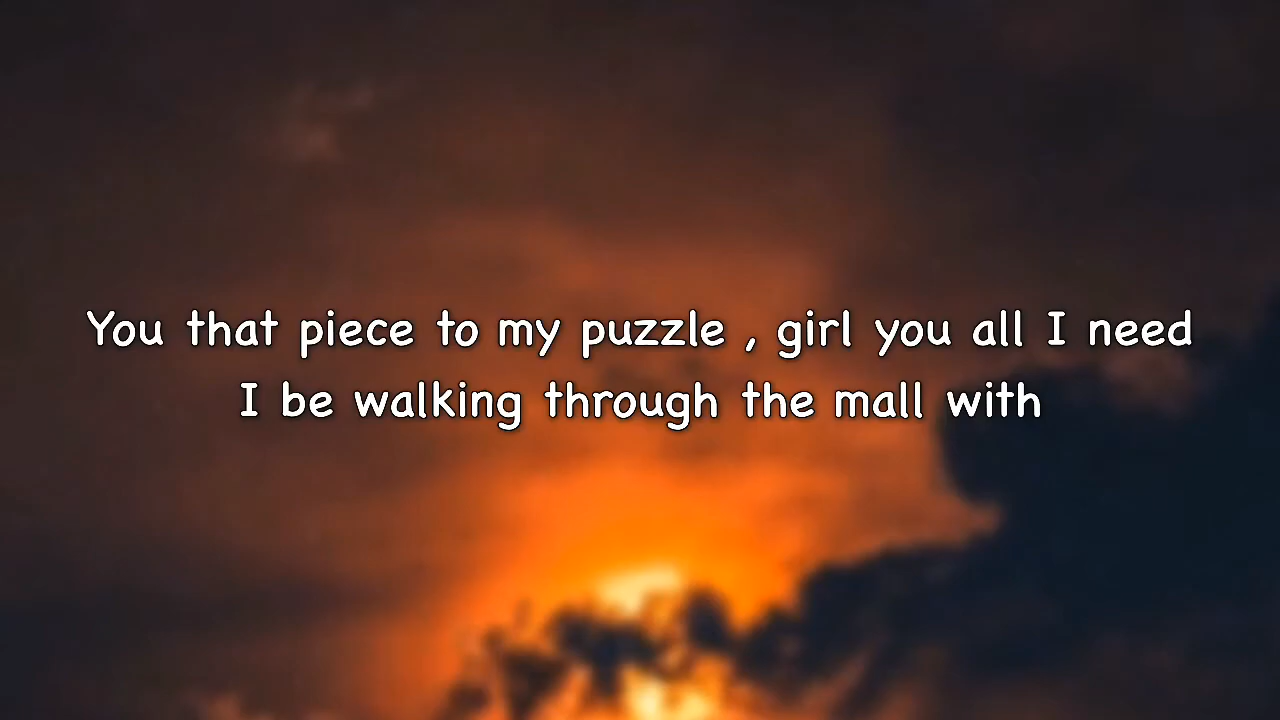 You that piece to my puzzle , girl you all I need
I be walking through the mall with